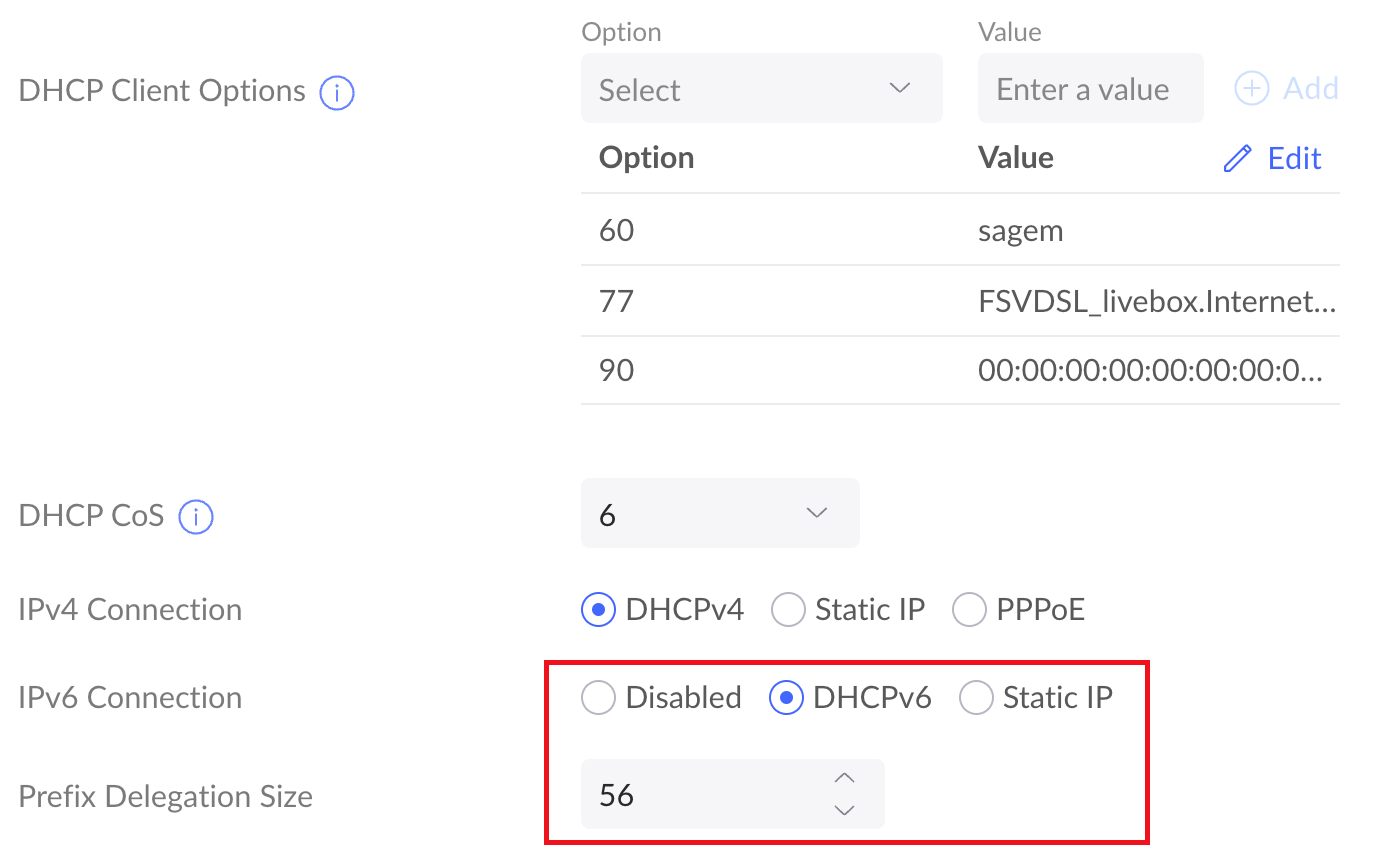 Option Value
DHCP Client Options Select Enter a value Add
Option Value Edit
60 sagem
77 FSVDSL_livebox.Internet...
90 00:00:00:00:00:00:00:0...
DHCP CoS 6
IPv4 Connection DHCPv4 Static IP PPPoE
IPv6 Connection Disabled DHCPv6 Static IP
Prefix Delegation Size 56